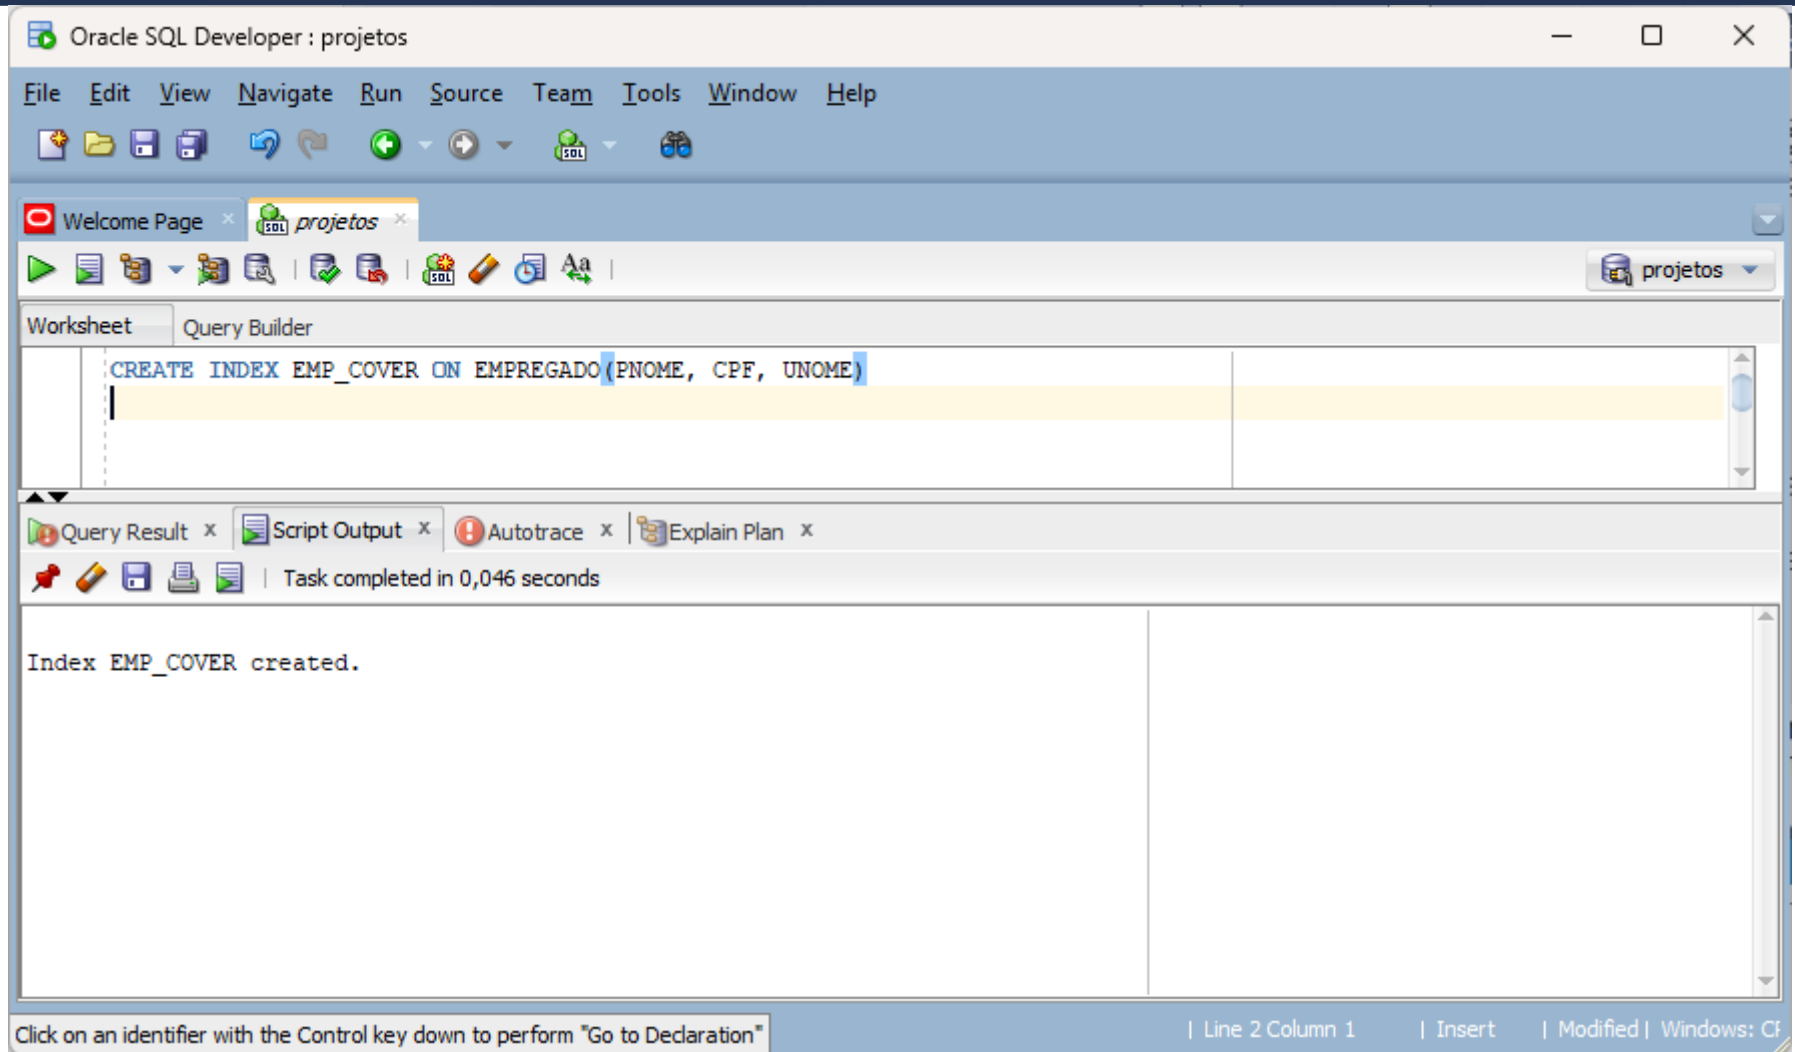 Oracle SQL Developer : projetos
File Edit View Navigate Run Source Team Tools Window Help
Welcome Page projetos
projetos
Worksheet Query Builder
CREATE INDEX EMP_COVER ON EMPREGADO(PNOME, CPF, UNOME)
Query Result x Script Output x Autotrace x Explain Plan x
Task completed in 0,046 seconds
Index EMP_COVER created.
Click on an identifier with the Control key down to perform "Go to Declaration"
| Line 2 Column 1 | Insert | Modified | Windows: